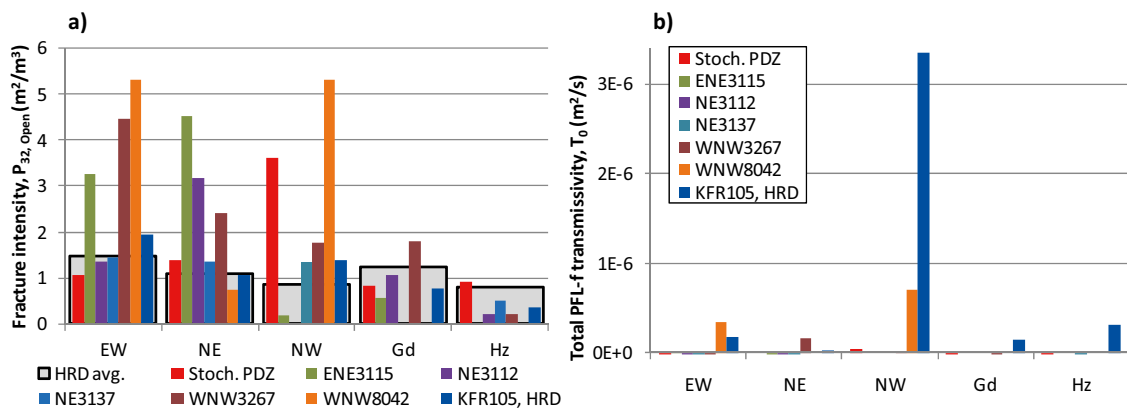 a)
Fracture intensity, P32, Open (m²/m³)
6
5
4
3
2
1
0
EW NE NW Gd Hz
HRD avg. Stoch. PDZ ENE3115 NE3112
NE3137 WNW3267 WNW8042 KFR105, HRD
b)
Total PFL-f transmissivity, T0 (m²/s)
3E-6
2E-6
1E-6
0E+0
Stoch. PDZ
ENE3115
NE3112
NE3137
WNW3267
WNW8042
KFR105, HRD
EW NE NW Gd Hz